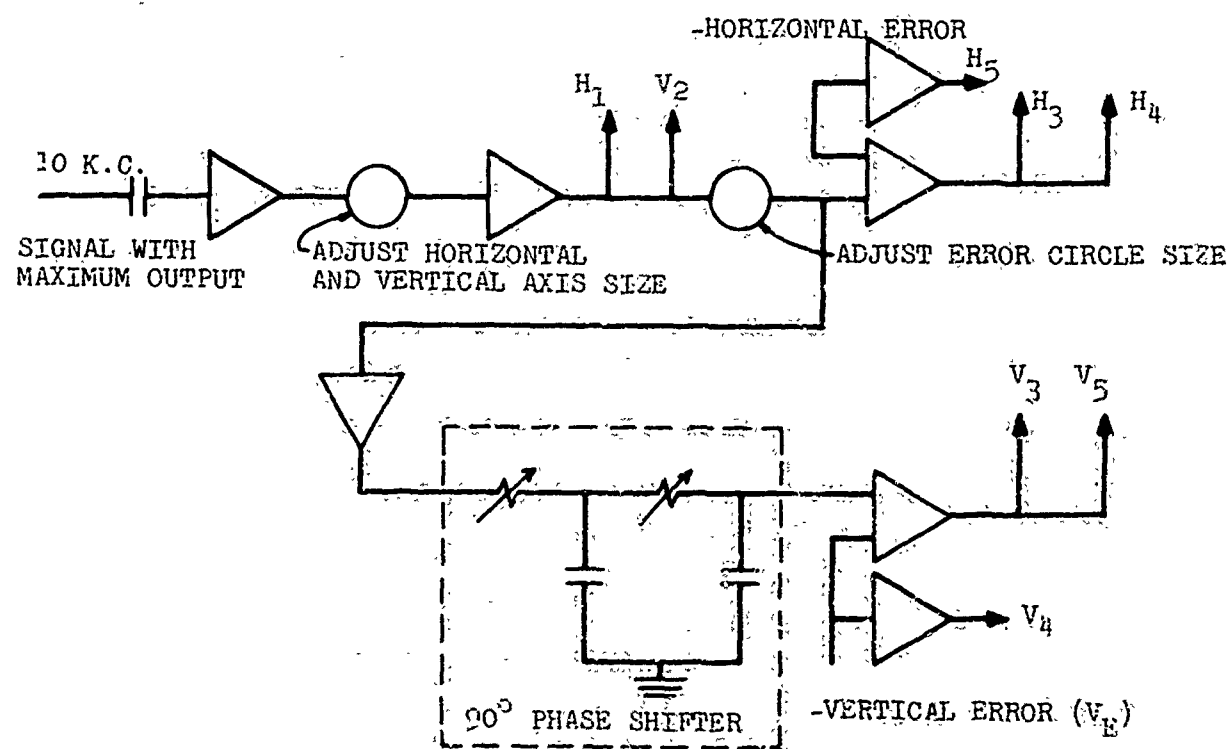 -HORIZONTAL ERROR
H5
H1
V2
H3
H4
10 K.C.
SIGNAL WITH
MAXIMUM OUTPUT
ADJUST HORIZONTAL
AND VERTICAL AXIS SIZE
ADJUST ERROR CIRCLE SIZE
V3
V5
V4
90° PHASE SHIFTER
-VERTICAL ERROR (VE)